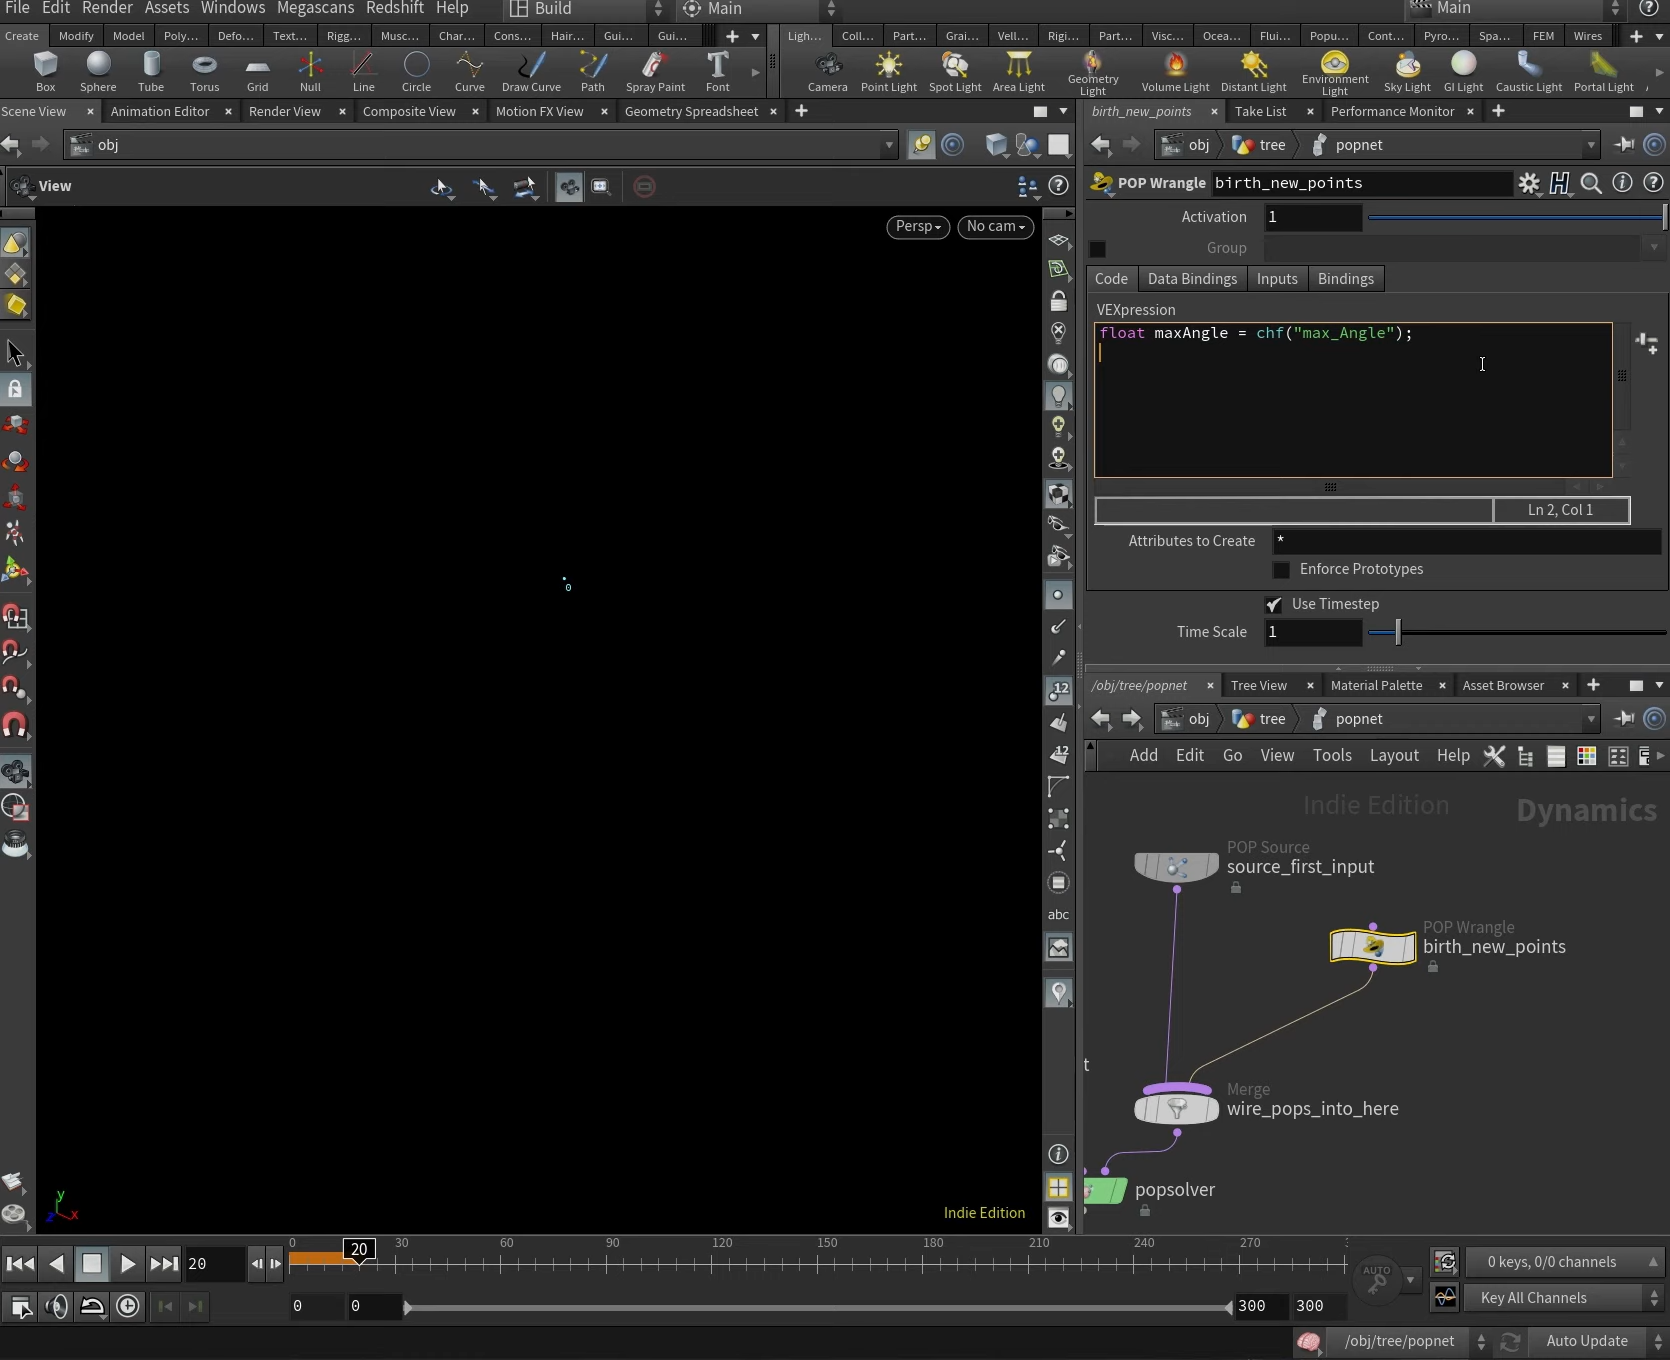 File Edit Render Assets Windows Megascans Redshift Help Build Main Main
Create Modify Model Poly... Defo... Text... Rigg... Musc... Char... Cons... Hair... Gui... Gui... Ligh... Coll... Part... Grai... Vell... Rigi... Part... Visc... Ocea... Flui... Popu... Cont... Pyro... Spa... FEM Wires
Box Sphere Tube Torus Grid Null Line Circle Curve Draw Curve Path Spray Paint Font Camera Point Light Spot Light Area Light Geometry Light Volume Light Distant Light Environment Light Sky Light GI Light Caustic Light Portal Light
Scene View Animation Editor Render View Composite View Motion FX View Geometry Spreadsheet
obj
View
Persp No cam
0
abc
12
12
y
x
z
Indie Edition
birth_new_points Take List Performance Monitor
obj tree popnet
POP Wrangle birth_new_points
Activation 1
Group
Code Data Bindings Inputs Bindings
VEXpression
float maxAngle = chf("max_Angle");
Ln 2, Col 1
Attributes to Create *
Enforce Prototypes
Use Timestep
Time Scale 1
/obj/tree/popnet Tree View Material Palette Asset Browser
obj tree popnet
Add Edit Go View Tools Layout Help
Indie Edition Dynamics
POP Source
source_first_input
POP Wrangle
birth_new_points
t
Merge
wire_pops_into_here
popsolver
20 0 20 30 60 90 120 150 180 210 240 270
AUTO
0 keys, 0/0 channels
0 0 300 300
Key All Channels
/obj/tree/popnet Auto Update